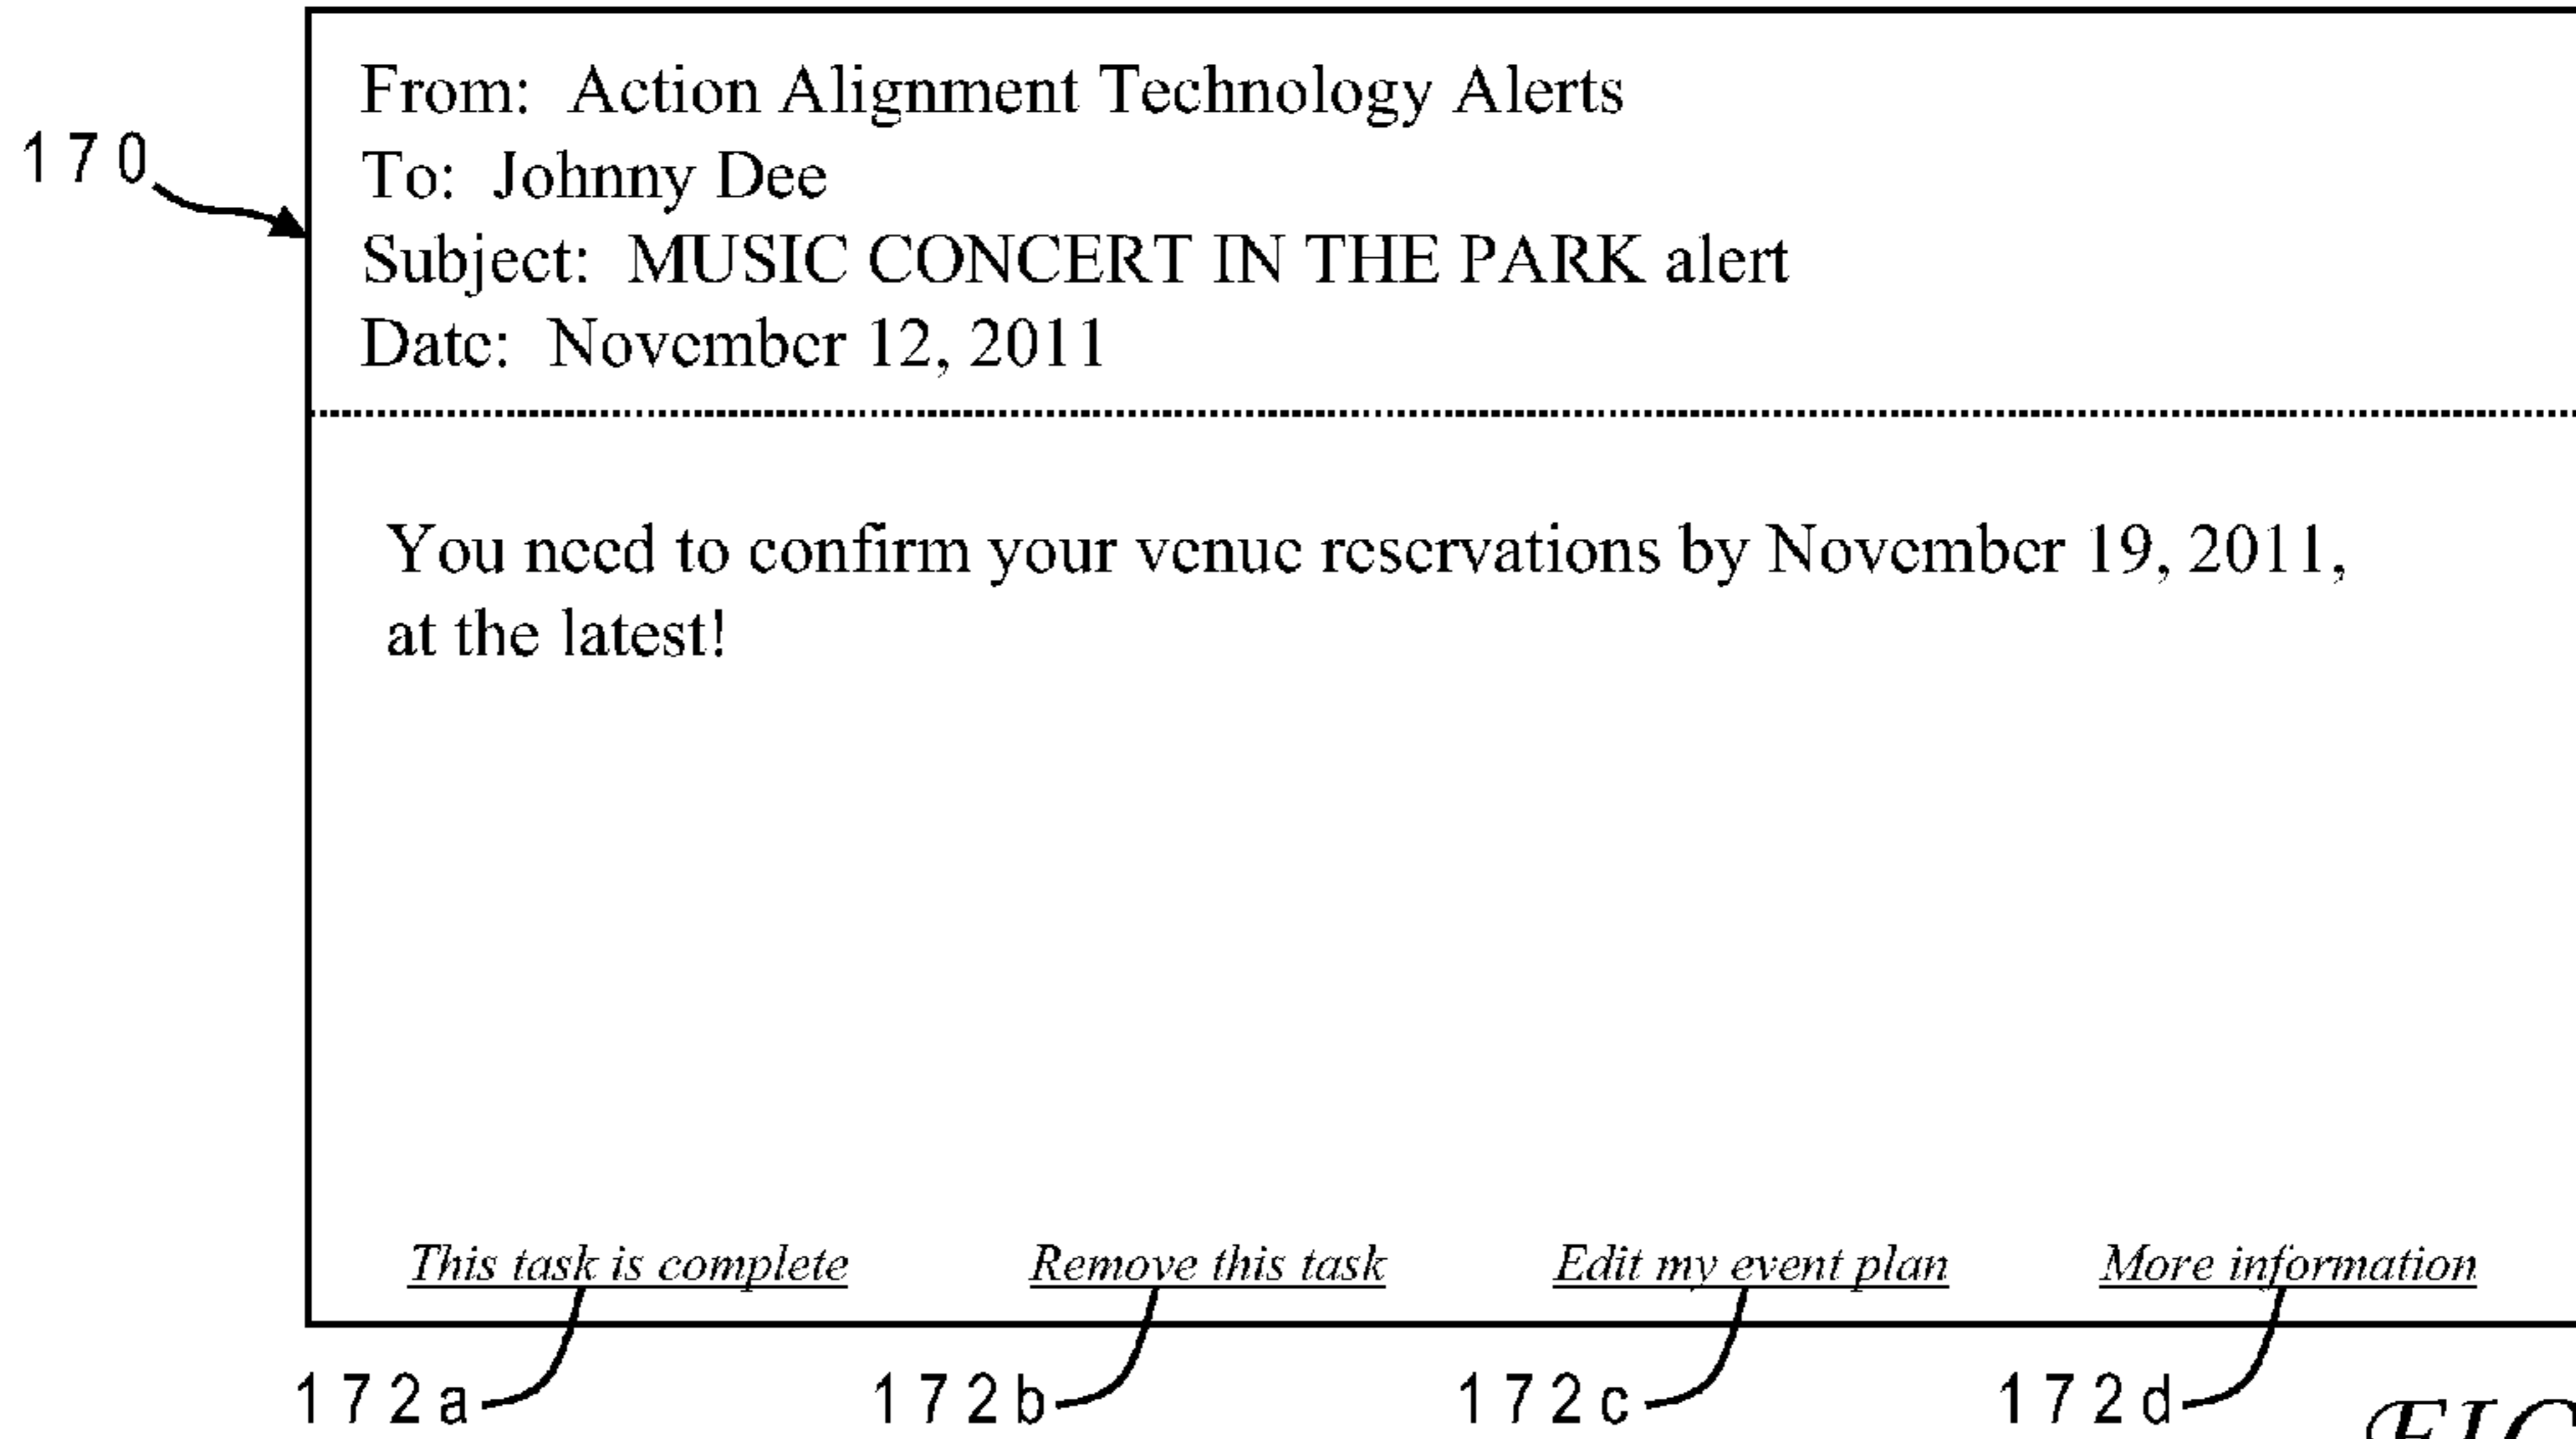 From: Action Alignment Technology Alerts
170
To: Johnny Dee
Subject: MUSIC CONCERT IN THE PARK alert
Date: November 12, 2011
You need to confirm your venue reservations by November 19, 2011,
at the latest!
This task is complete Remove this task Edit my event plan More information
172a 172b 172c 172d